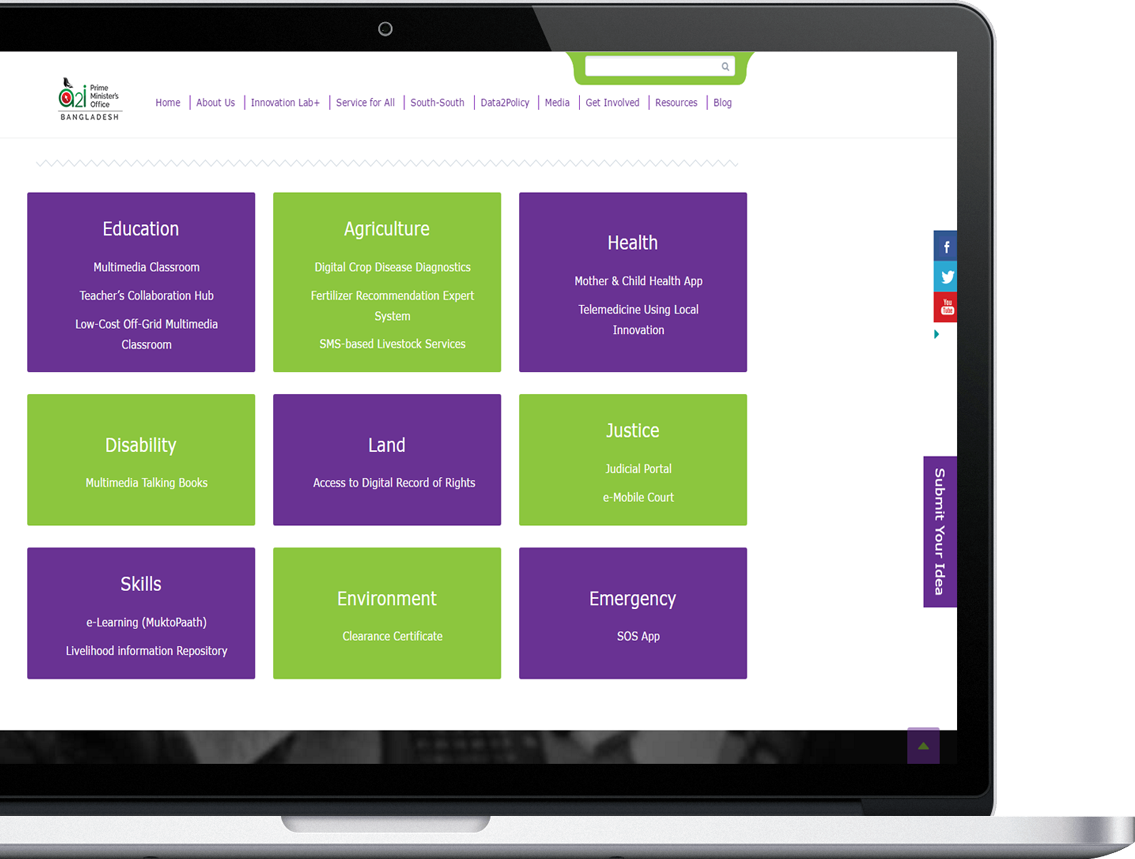 a2i Prime
Minister's
Office
BANGLADESH
Home
About Us
Innovation Lab+
Service for All
South-South
Data2Policy
Media
Get Involved
Resources
Blog
Education
Multimedia Classroom
Teacher's Collaboration Hub
Low-Cost Off-Grid Multimedia
Classroom
Agriculture
Digital Crop Disease Diagnostics
Fertilizer Recommendation Expert
System
SMS-based Livestock Services
Health
Mother & Child Health App
Telemedicine Using Local
Innovation
Disability
Multimedia Talking Books
Land
Access to Digital Record of Rights
Justice
Judicial Portal
e-Mobile Court
Skills
e-Learning (MuktoPaath)
Livelihood information Repository
Environment
Clearance Certificate
Emergency
SOS App
f
You
Tube
Submit Your Idea